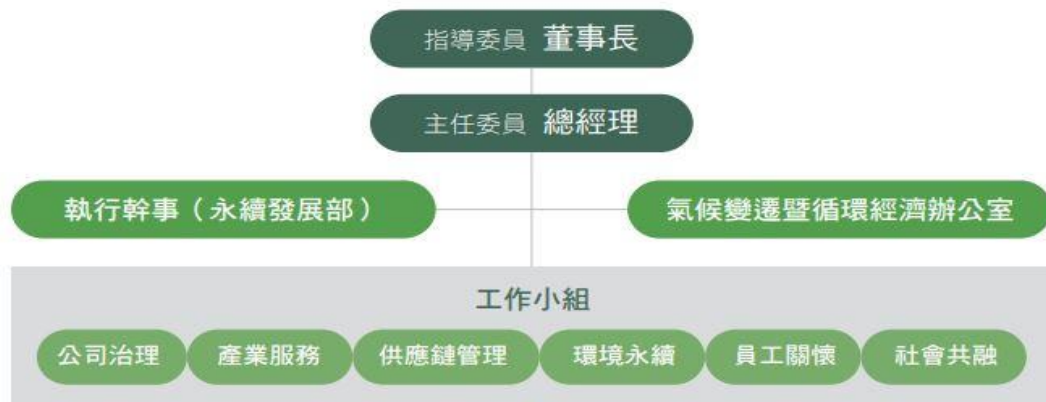 指導委員 董事長
主任委員 總經理
執行幹事（永續發展部） 氣候變遷暨循環經濟辦公室
工作小組
公司治理 產業服務 供應鏈管理 環境永續 員工關懷 社會共融